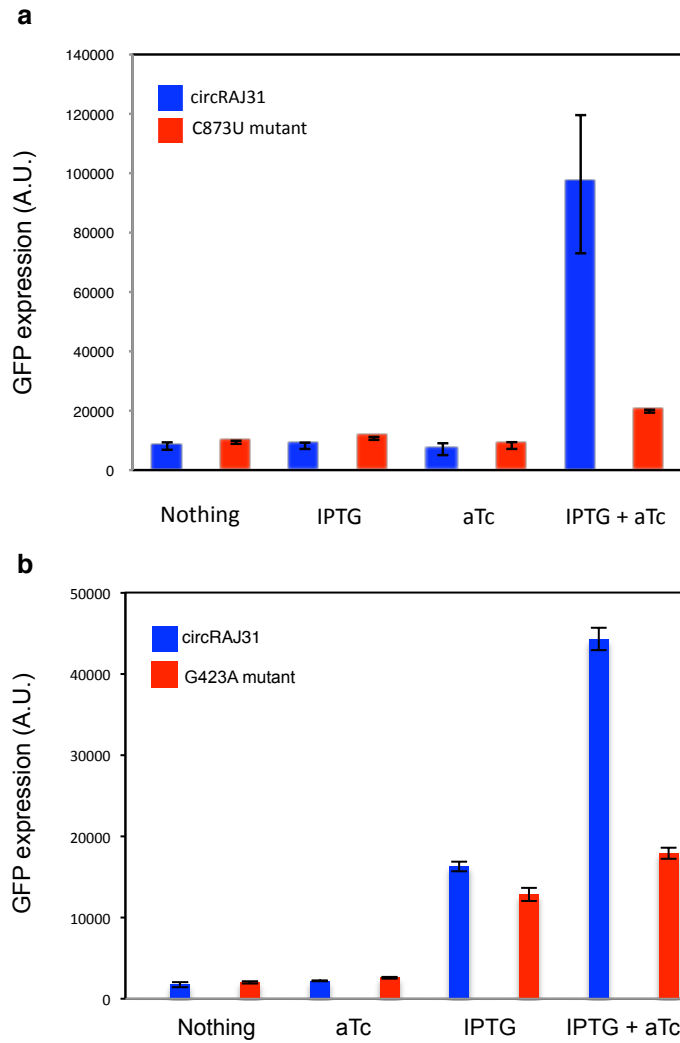 a
140000
120000
100000
80000
60000
40000
20000
0
GFP expression (A.U.)
circRAJ31
C873U mutant
Nothing IPTG aTc IPTG + aTc
b
50000
40000
30000
20000
10000
0
GFP expression (A.U.)
circRAJ31
G423A mutant
Nothing aTc IPTG IPTG + aTc